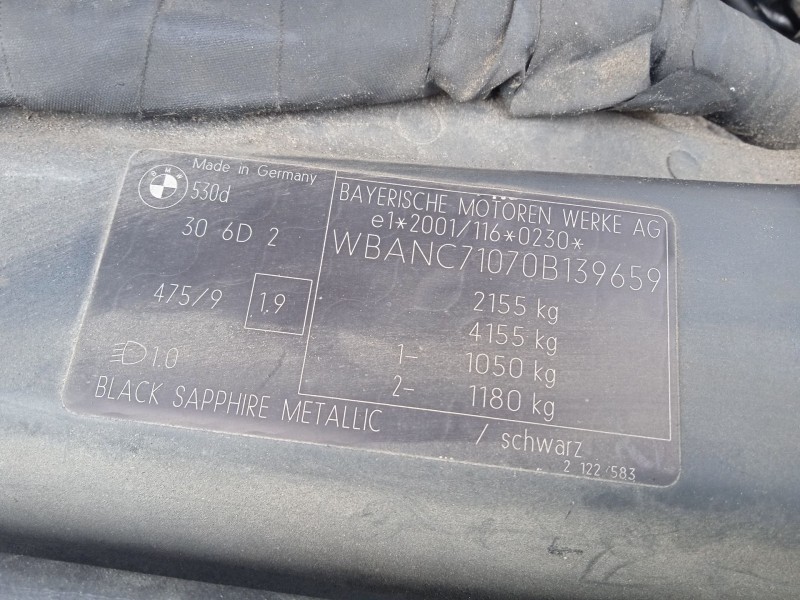 BMW
Made in Germany
530d
30 6D 2
475/9 1.9
1.0
BAYERISCHE MOTOREN WERKE AG
e1*2001/116*0230*
WBANC71070B139659
2155 kg
4155 kg
1- 1050 kg
2- 1180 kg
BLACK SAPPHIRE METALLIC / schwarz
2 122/583